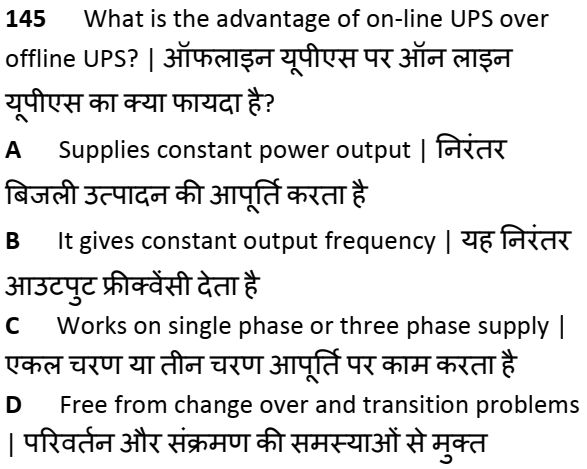 145 What is the advantage of on-line UPS over
offline UPS? | ऑफलाइन यूपीएस पर ऑन लाइन
यूपीएस का क्या फायदा है?
A Supplies constant power output | निरंतर
बिजली उत्पादन की आपूर्ति करता है
B It gives constant output frequency | यह निरंतर
आउटपुट फ्रीक्वेंसी देता है
C Works on single phase or three phase supply |
एकल चरण या तीन चरण आपूर्ति पर काम करता है
D Free from change over and transition problems
| परिवर्तन और संक्रमण की समस्याओं से मुक्त